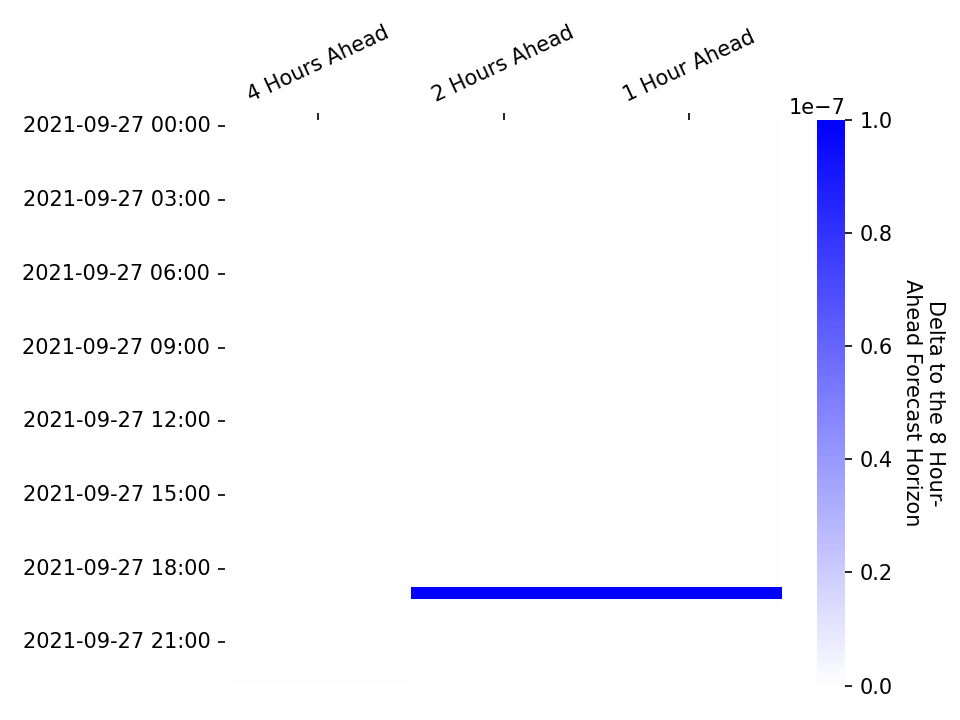 4 Hours Ahead
2 Hours Ahead
1 Hour Ahead
2021-09-27 00:00
2021-09-27 03:00
2021-09-27 06:00
2021-09-27 09:00
2021-09-27 12:00
2021-09-27 15:00
2021-09-27 18:00
2021-09-27 21:00
1e−7
1.0
0.8
0.6
0.4
0.2
0.0
Delta to the 8 Hour-
Ahead Forecast Horizon